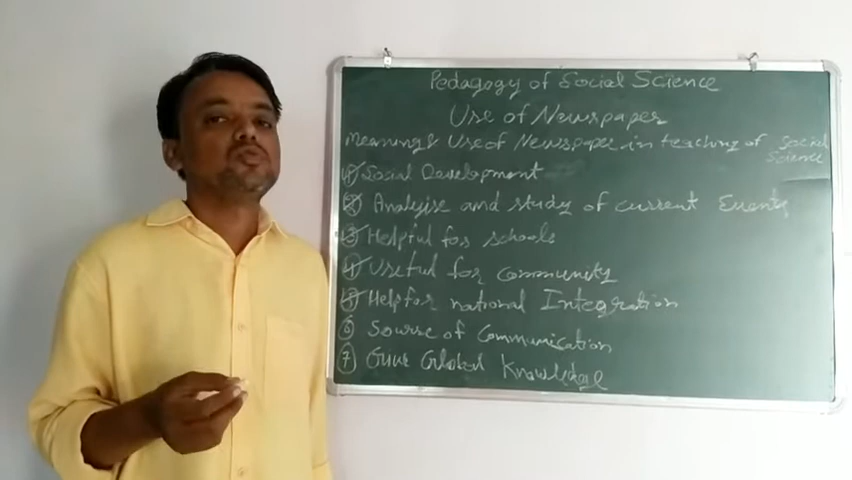 Pedagogy of Social Science
Use of Newspaper
Meaning & Use of Newspaper in teaching of Social Science
1 Social Development
2 Analyise and study of current Events
3 Helpful for schools
4 Useful for community
5 Help for national Integration
6 Sourse of Communication
7 Give Global Knowledge